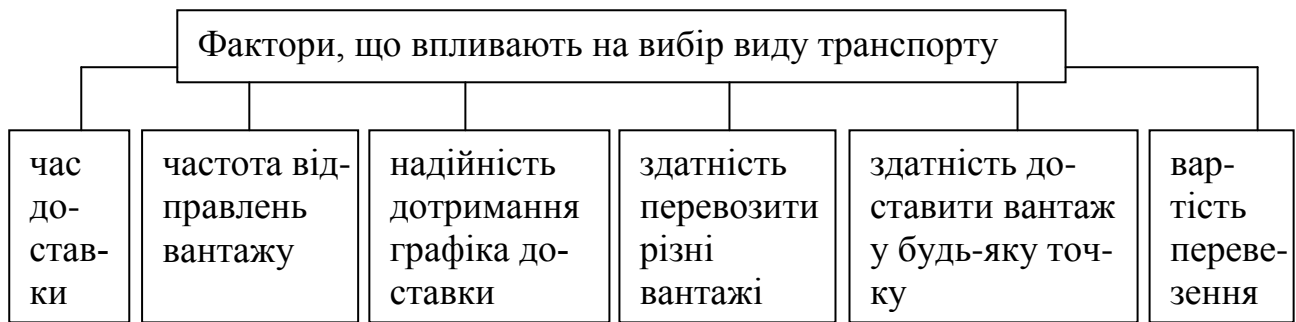 Фактори, що впливають на вибір виду транспорту
час
до-
став-
ки
частота від-
правлень
вантажу
надійність
дотримання
графіка до-
ставки
здатність
перевозити
різні
вантажі
здатність до-
ставити вантаж
у будь-яку точ-
ку
вар-
тість
переве-
зення